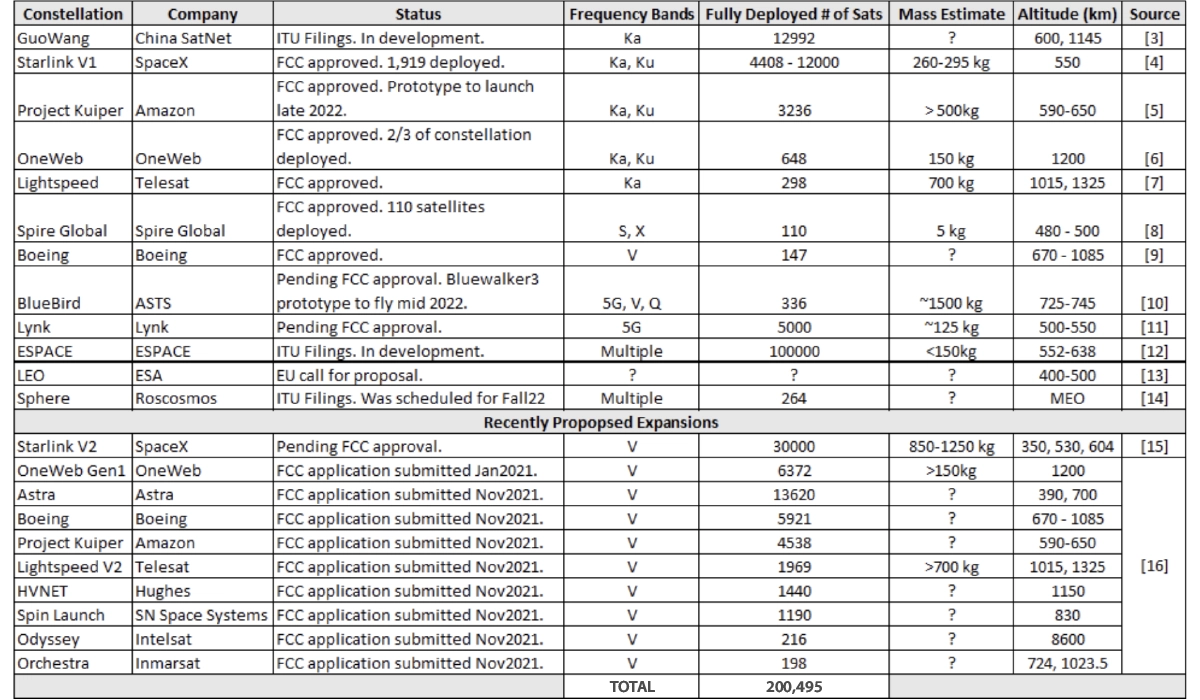 Constellation Company Status Frequency Bands Fully Deployed # of Sats Mass Estimate Altitude (km) Source
GuoWang China SatNet ITU Filings. In development. Ka 12992 ? 600, 1145 [3]
Starlink V1 SpaceX FCC approved. 1,919 deployed. Ka, Ku 4408 - 12000 260-295 kg 550 [4]
FCC approved. Prototype to launch
Project Kuiper Amazon late 2022. Ka, Ku 3236 >500kg 590-650 [5]
FCC approved. 2/3 of constellation
OneWeb OneWeb deployed. Ka, Ku 648 150 kg 1200 [6]
Lightspeed Telesat FCC approved. Ka 298 700 kg 1015, 1325 [7]
FCC approved. 110 satellites
Spire Global Spire Global deployed. S, X 110 5 kg 480 - 500 [8]
Boeing Boeing FCC approved. V 147 ? 670 - 1085 [9]
Pending FCC approval. Bluewalker3
BlueBird ASTS prototype to fly mid 2022. 5G, V, Q 336 ~1500 kg 725-745 [10]
Lynk Lynk Pending FCC approval. 5G 5000 ~125 kg 500-550 [11]
ESPACE ESPACE ITU Filings. In development. Multiple 100000 <150kg 552-638 [12]
LEO ESA EU call for proposal. ? ? ? 400-500 [13]
Sphere Roscosmos ITU Filings. Was scheduled for Fall22 Multiple 264 ? MEO [14]
Recently Propopsed Expansions
Starlink V2 SpaceX Pending FCC approval. V 30000 850-1250 kg 350, 530, 604 [15]
OneWeb Gen1 OneWeb FCC application submitted Jan2021. V 6372 >150kg 1200
Astra Astra FCC application submitted Nov2021. V 13620 ? 390, 700
Boeing Boeing FCC application submitted Nov2021. V 5921 ? 670 - 1085
Project Kuiper Amazon FCC application submitted Nov2021. V 4538 ? 590-650
Lightspeed V2 Telesat FCC application submitted Nov2021. V 1969 >700 kg 1015, 1325 [16]
HVNET Hughes FCC application submitted Nov2021. V 1440 ? 1150
Spin Launch SN Space Systems FCC application submitted Nov2021. V 1190 ? 830
Odyssey Intelsat FCC application submitted Nov2021. V 216 ? 8600
Orchestra Inmarsat FCC application submitted Nov2021. V 198 ? 724, 1023.5
TOTAL 200,495